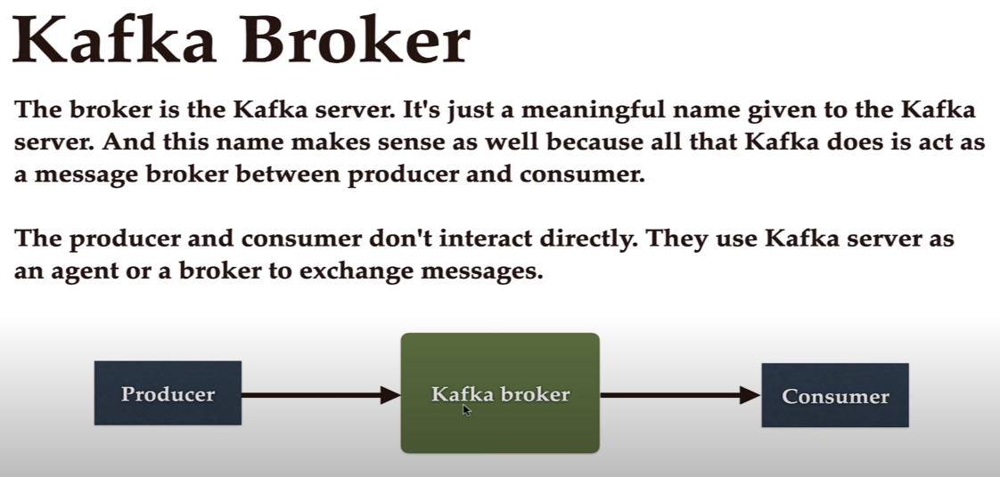 Kafka Broker
The broker is the Kafka server. It's just a meaningful name given to the Kafka
server. And this name makes sense as well because all that Kafka does is act as
a message broker between producer and consumer.
The producer and consumer don't interact directly. They use Kafka server as
an agent or a broker to exchange messages.
Producer
Kafka broker
Consumer